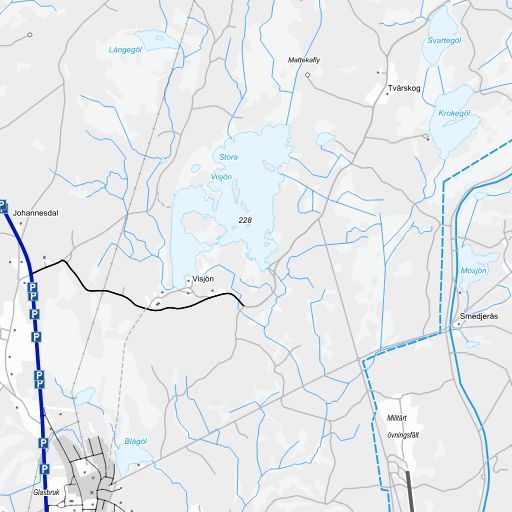 Svartegöl
Långegöl
Mattekafly
Tvärskog
Krokegöl
Stora
Visjön
P
Johannesdal
228
Mosjön
Visjön
P
P
P
Smedjerås
P
P
P
Militärt
övningsfält
Blågöl
P
P
Glasbruk